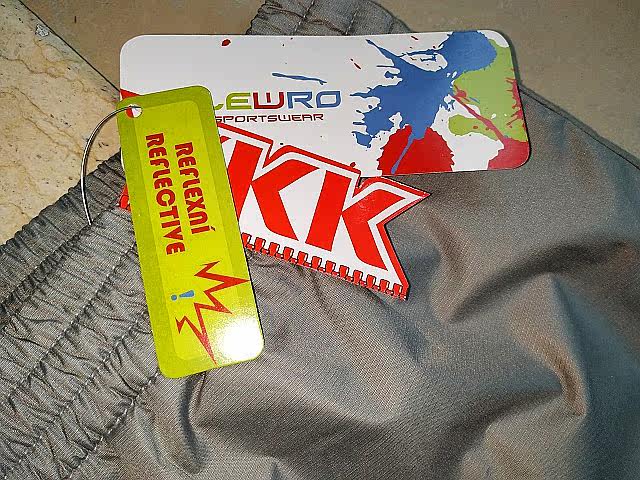 LEWRO
SPORTSWEAR
KK
REFLEXNí
REFLECTIVE
!